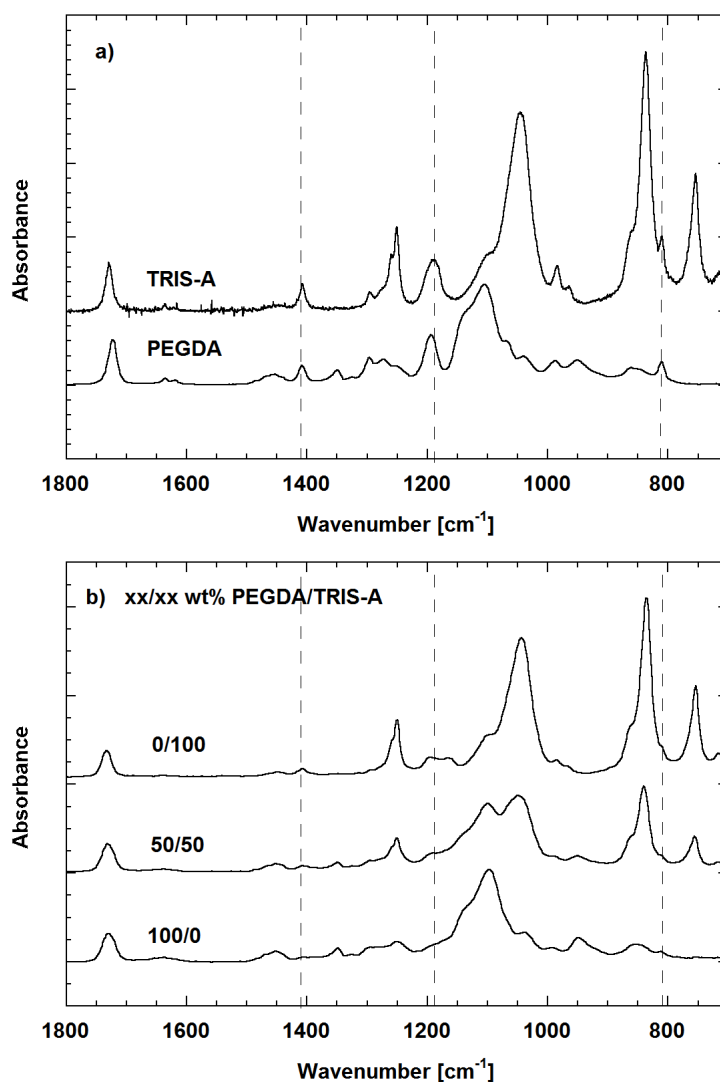 a)
TRIS-A
PEGDA
Absorbance
1800 1600 1400 1200 1000 800
Wavenumber [cm⁻¹]
b) xx/xx wt% PEGDA/TRIS-A
0/100
50/50
100/0
Absorbance
1800 1600 1400 1200 1000 800
Wavenumber [cm⁻¹]